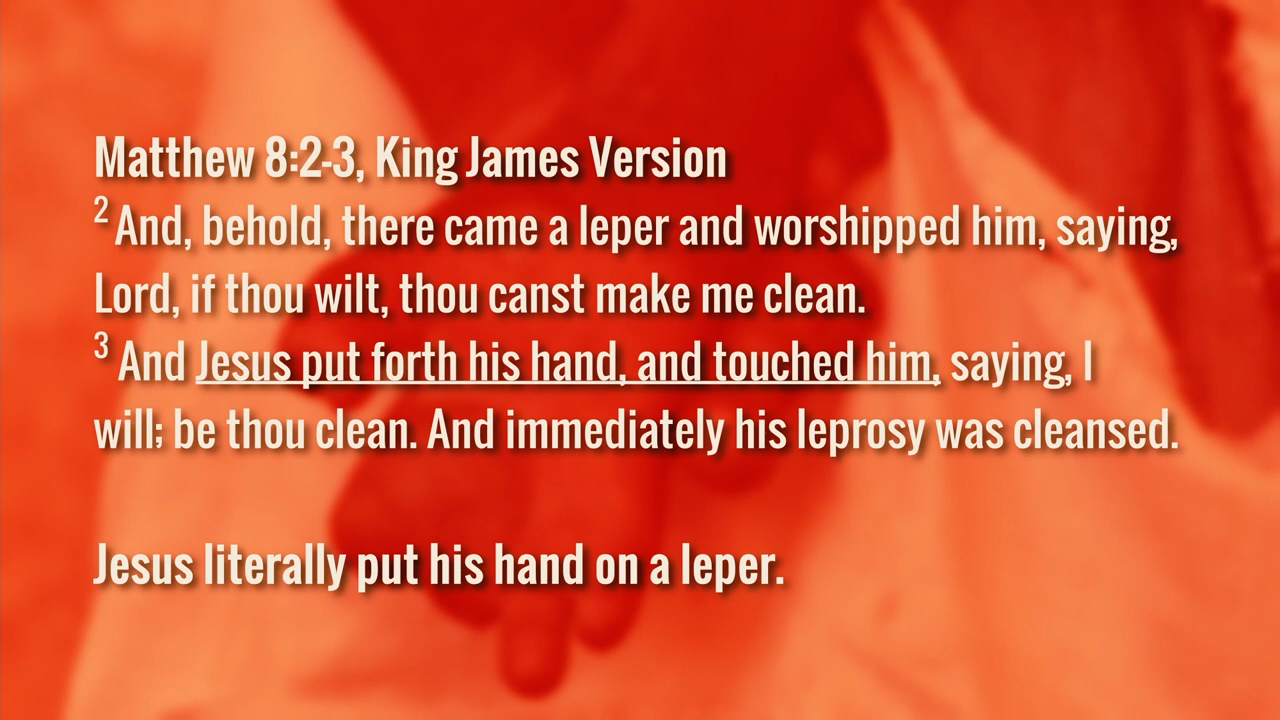 Matthew 8:2-3, King James Version
2 And, behold, there came a leper and worshipped him, saying,
Lord, if thou wilt, thou canst make me clean.
3 And Jesus put forth his hand, and touched him, saying, I
will; be thou clean. And immediately his leprosy was cleansed.
Jesus literally put his hand on a leper.